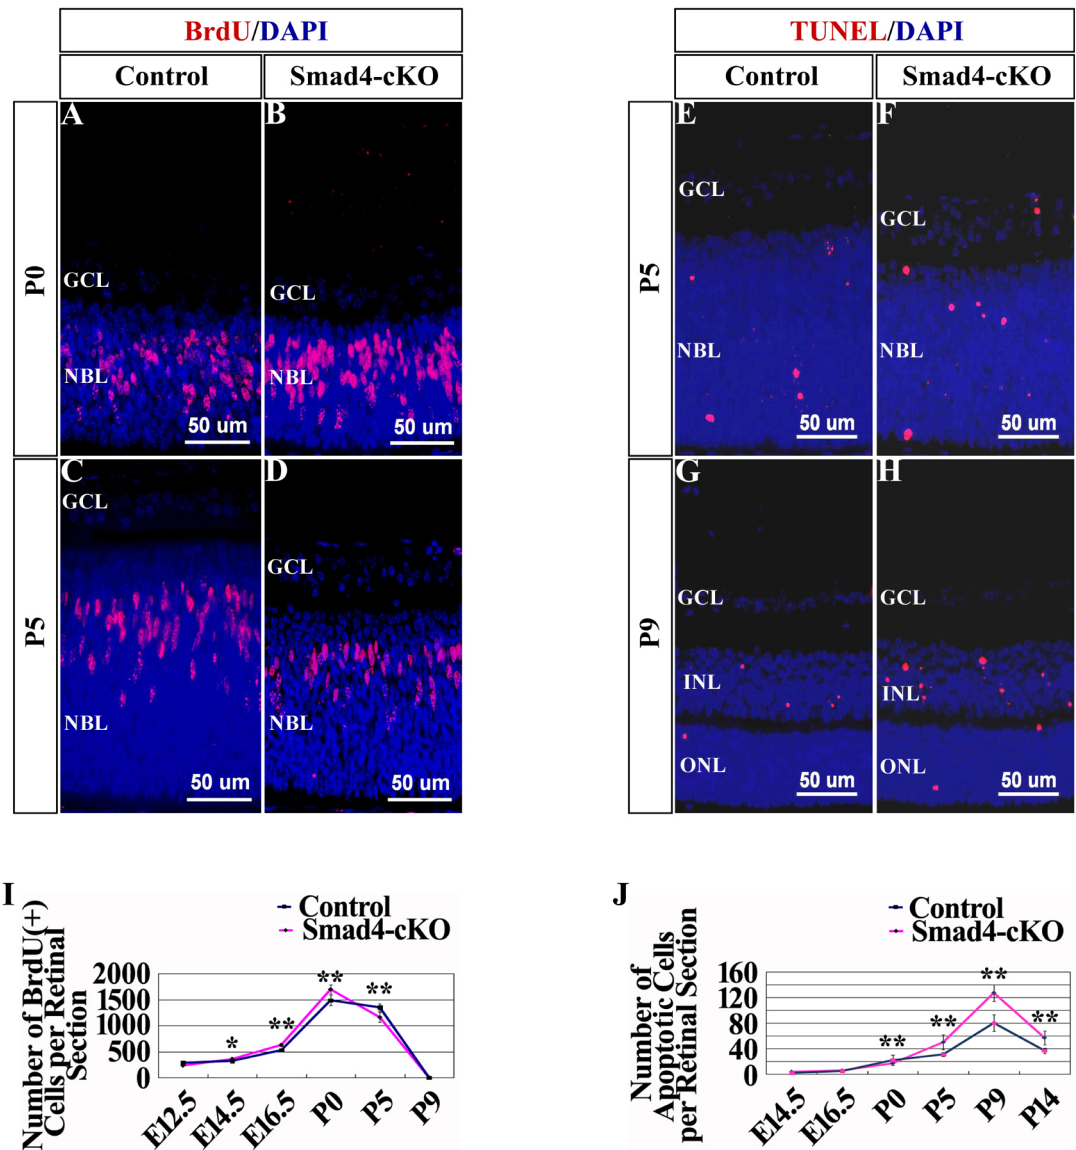 BrdU/DAPI
Control
Smad4-cKO
P0
A
GCL
NBL
50 um
B
GCL
NBL
50 um
P5
C
GCL
NBL
50 um
D
GCL
NBL
50 um
TUNEL/DAPI
Control
Smad4-cKO
P5
E
GCL
NBL
50 um
F
GCL
NBL
50 um
P9
G
GCL
INL
ONL
50 um
H
GCL
INL
ONL
50 um
I
Control
Smad4-cKO
Number of BrdU(+)
Cells per Retinal
Section
2000
1500
1000
500
0
*
**
**
**
E12.5
E14.5
E16.5
P0
P5
P9
J
Control
Smad4-cKO
Number of
Apoptotic Cells
per Retinal Section
160
120
80
40
0
**
**
**
**
E14.5
E16.5
P0
P5
P9
P14